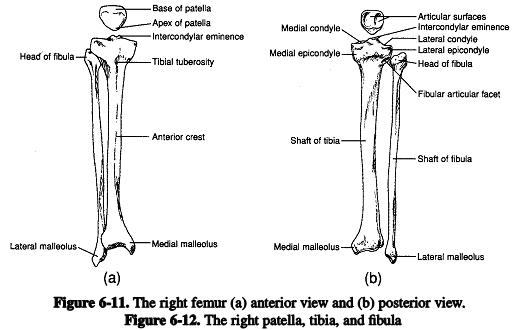 Base of patella
Apex of patella
Intercondylar eminence
Head of fibula
Tibial tuberosity
Anterior crest
Lateral malleolus
Medial malleolus
(a)
Articular surfaces
Intercondylar eminence
Medial condyle
Lateral condyle
Medial epicondyle
Lateral epicondyle
Head of fibula
Fibular articular facet
Shaft of tibia
Shaft of fibula
Medial malleolus
Lateral malleolus
(b)
Figure 6-11. The right femur (a) anterior view and (b) posterior view.
Figure 6-12. The right patella, tibia, and fibula